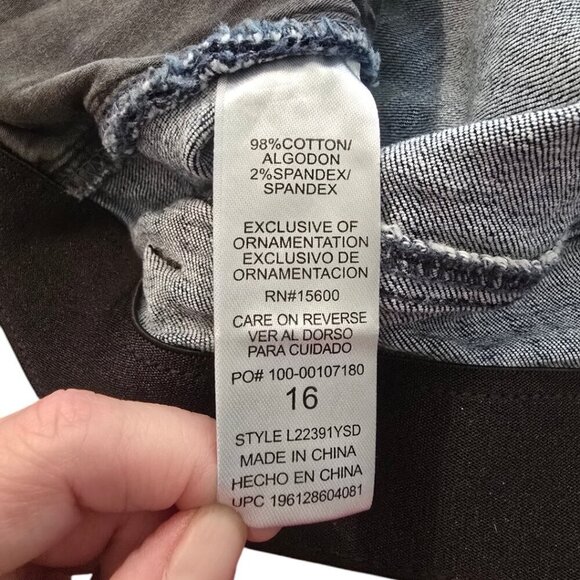 98%COTTON/
ALGODON
2%SPANDEX/
SPANDEX
EXCLUSIVE OF
ORNAMENTATION
EXCLUSIVO DE
ORNAMENTACION
RN#15600
CARE ON REVERSE
VER AL DORSO
PARA CUIDADO
PO# 100-00107180
16
STYLE L22391YSD
MADE IN CHINA
HECHO EN CHINA
UPC 196128604081